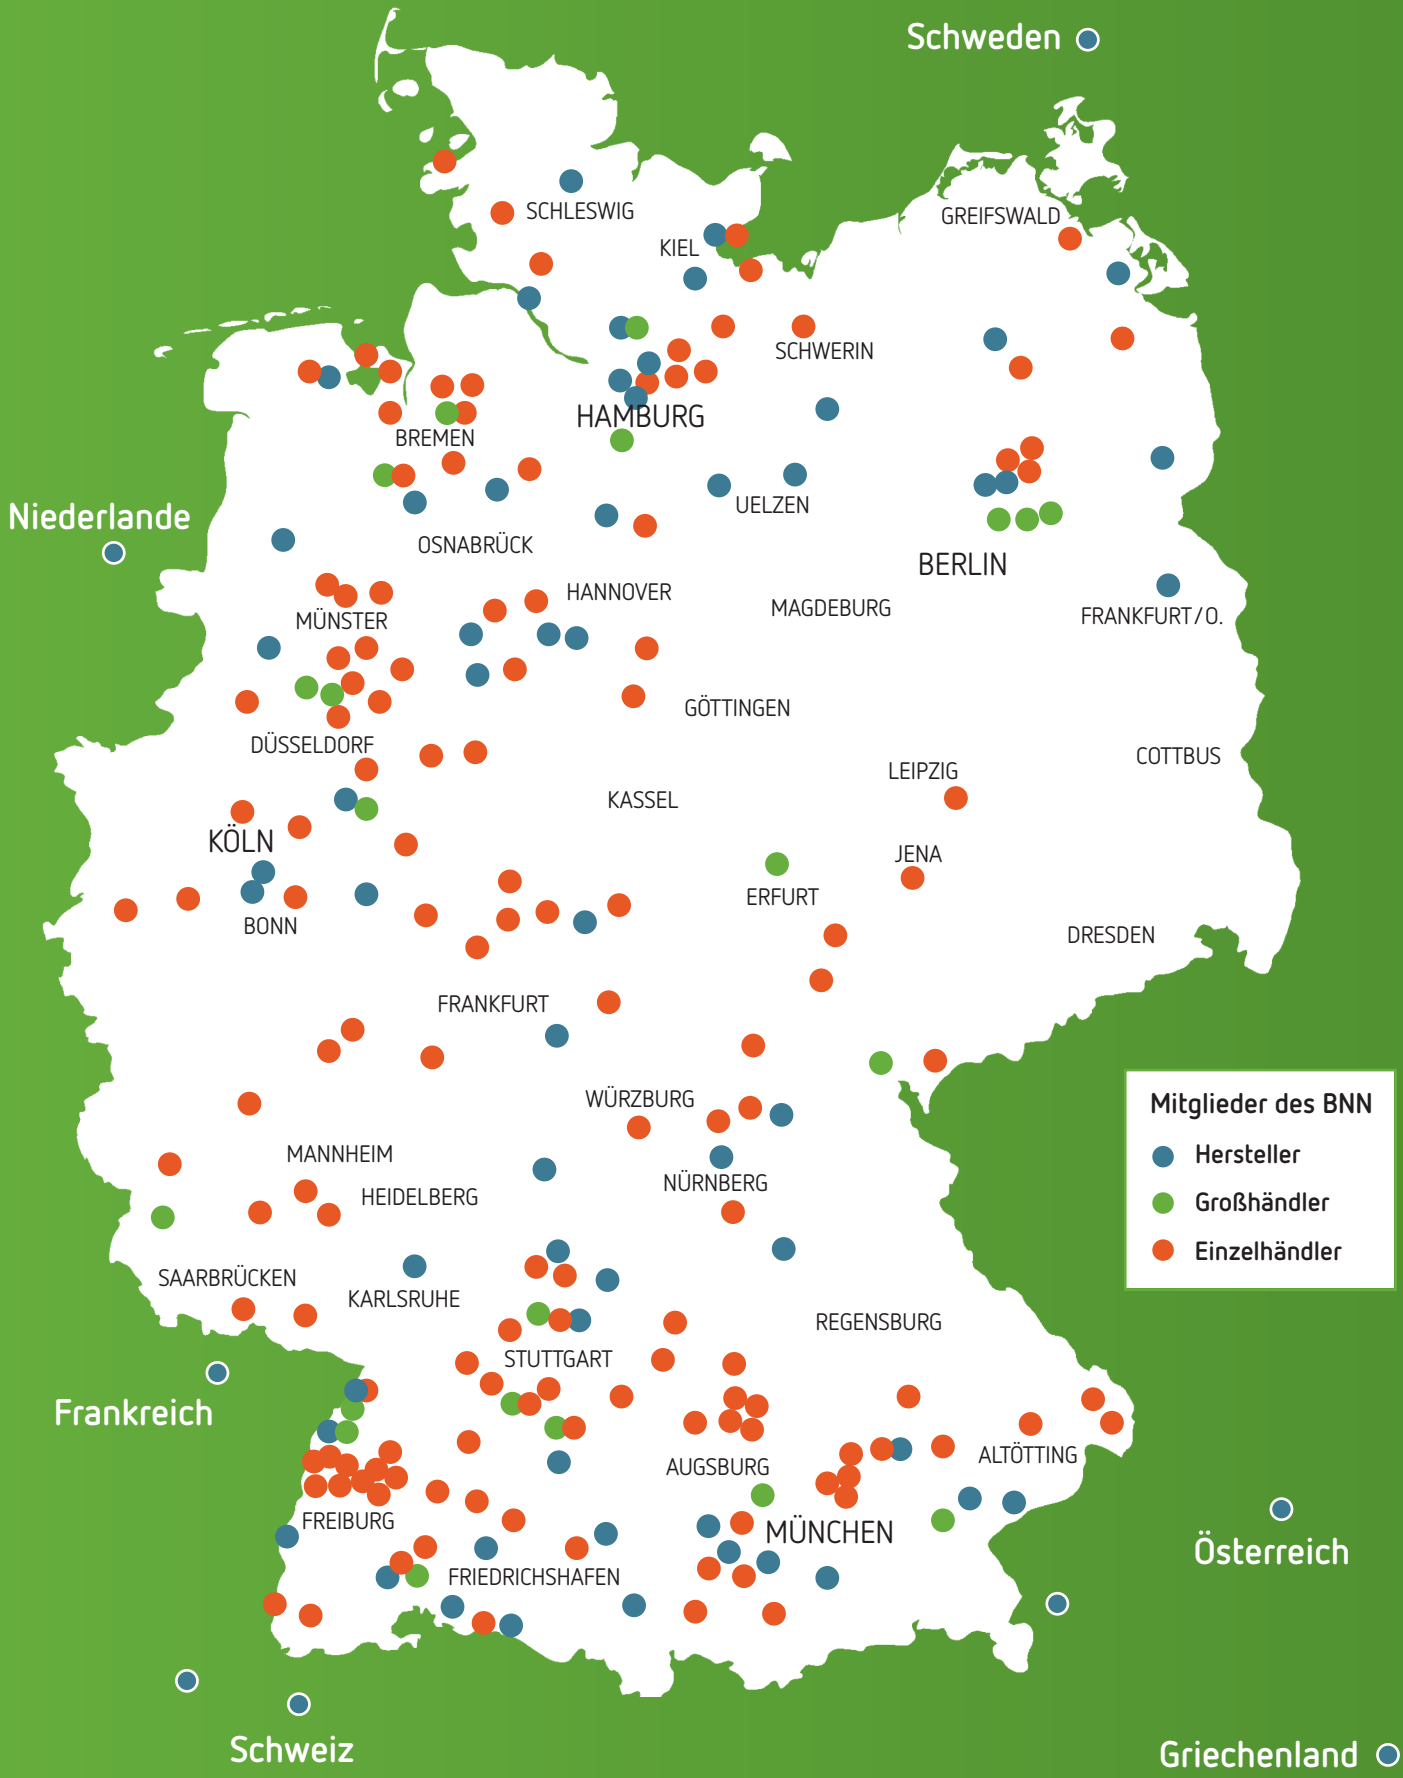 Schweden
SCHLESWIG
GREIFSWALD
KIEL
SCHWERIN
HAMBURG
BREMEN
UELZEN
Niederlande
OSNABRÜCK
BERLIN
HANNOVER
MAGDEBURG
FRANKFURT/O.
MÜNSTER
GÖTTINGEN
DÜSSELDORF
COTTBUS
LEIPZIG
KASSEL
KÖLN
JENA
ERFURT
BONN
DRESDEN
FRANKFURT
WÜRZBURG
Mitglieder des BNN
Hersteller
Großhändler
Einzelhändler
MANNHEIM
NÜRNBERG
HEIDELBERG
SAARBRÜCKEN
KARLSRUHE
REGENSBURG
STUTTGART
Frankreich
ALTÖTTING
AUGSBURG
FREIBURG
MÜNCHEN
Österreich
FRIEDRICHSHAFEN
Schweiz
Griechenland